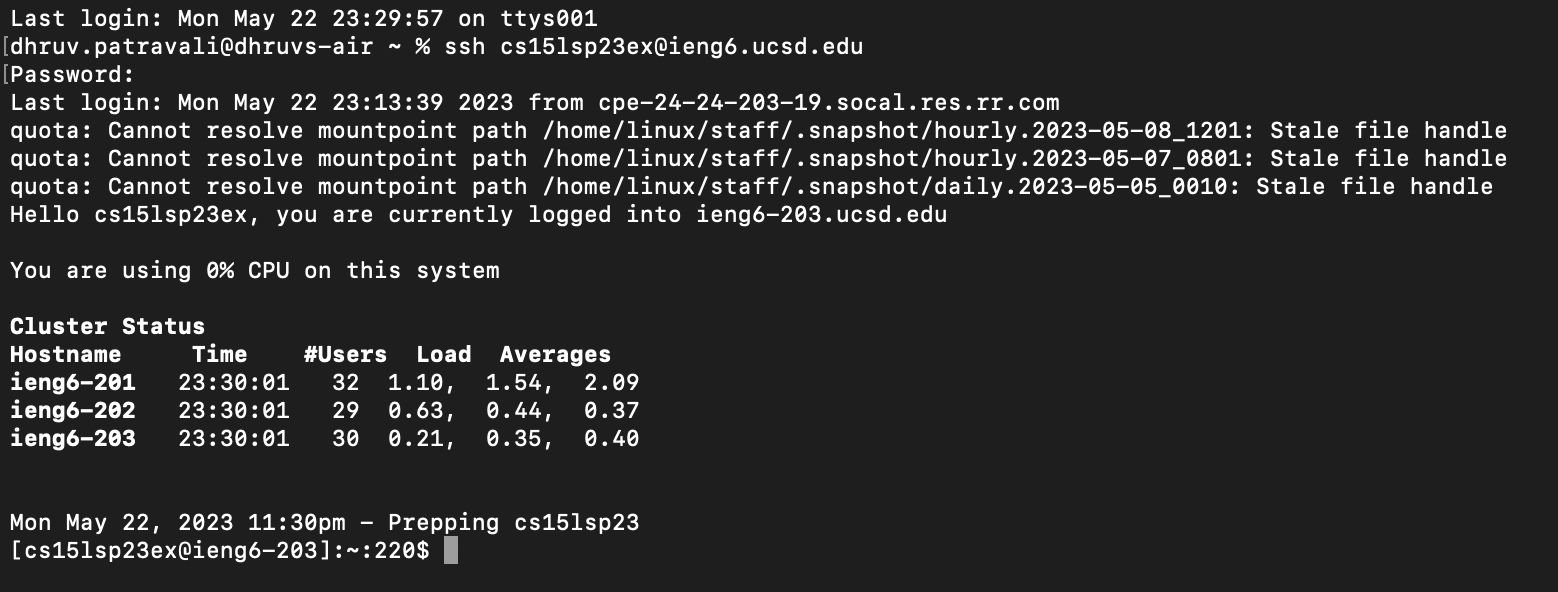 Last login: Mon May 22 23:29:57 on ttys001
[dhruv.patravali@dhruvs-air ~ % ssh cs15lsp23ex@ieng6.ucsd.edu
[Password:
Last login: Mon May 22 23:13:39 2023 from cpe-24-24-203-19.socal.res.rr.com
quota: Cannot resolve mountpoint path /home/linux/staff/.snapshot/hourly.2023-05-08_1201: Stale file handle
quota: Cannot resolve mountpoint path /home/linux/staff/.snapshot/hourly.2023-05-07_0801: Stale file handle
quota: Cannot resolve mountpoint path /home/linux/staff/.snapshot/daily.2023-05-05_0010: Stale file handle
Hello cs15lsp23ex, you are currently logged into ieng6-203.ucsd.edu
You are using 0% CPU on this system
Cluster Status
Hostname Time #Users Load Averages
ieng6-201 23:30:01 32 1.10, 1.54, 2.09
ieng6-202 23:30:01 29 0.63, 0.44, 0.37
ieng6-203 23:30:01 30 0.21, 0.35, 0.40
Mon May 22, 2023 11:30pm - Prepping cs15lsp23
[cs15lsp23ex@ieng6-203]:~:220$